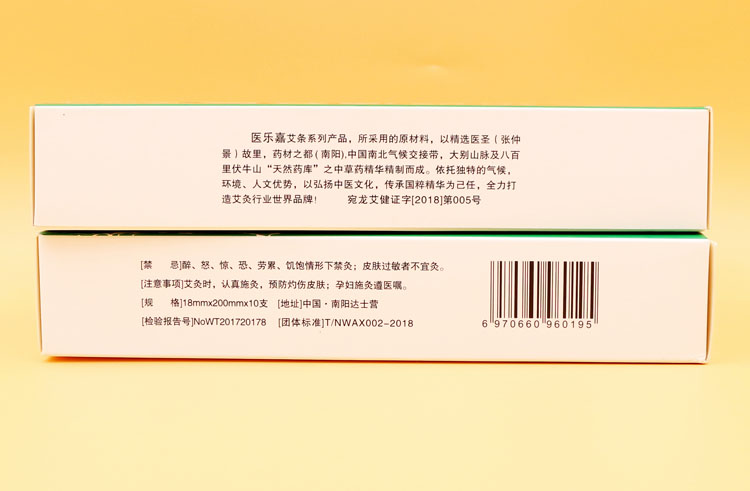 医乐嘉艾条系列产品，所采用的原材料，以精选医圣（张仲
景）故里，药材之都(南阳),中国南北气候交接带，大别山脉及八百
里伏牛山“天然药库”之中草药精华精制而成。依托独特的气候，
环境、人文优势，以弘扬中医文化，传承国粹精华为己任，全力打
造艾灸行业世界品牌！ 宛龙艾健证字[2018]第005号
[禁 忌]醉、怒、惊、恐、劳累、饥饱情形下禁灸；皮肤过敏者不宜灸。
[注意事项]艾灸时，认真施灸，预防灼伤皮肤；孕妇施灸遵医嘱。
[规 格]18mmx200mmx10支 [地址]中国·南阳达士营
[检验报告号]NoWT201720178 [团体标准]T/NWAX002-2018
6 970660 960195